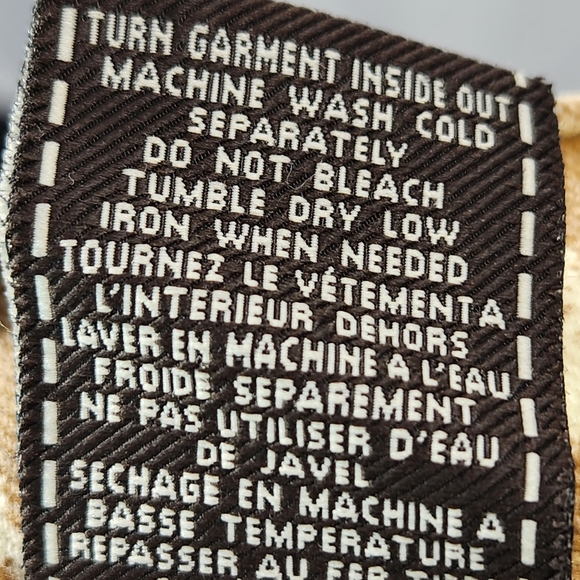 TURN GARMENT INSIDE OUT
MACHINE WASH COLD
SEPARATELY
DO NOT BLEACH
TUMBLE DRY LOW
IRON WHEN NEEDED
TOURNEZ LE VÊTEMENT A
L'INTERIEUR DEHORS
LAVER EN MACHINE A L'EAU
FROIDE SEPAREMENT
NE PAS UTILISER D'EAU
DE JAVEL
SECHAGE EN MACHINE A
BASSE TEMPERATURE
REPASSER AU FER